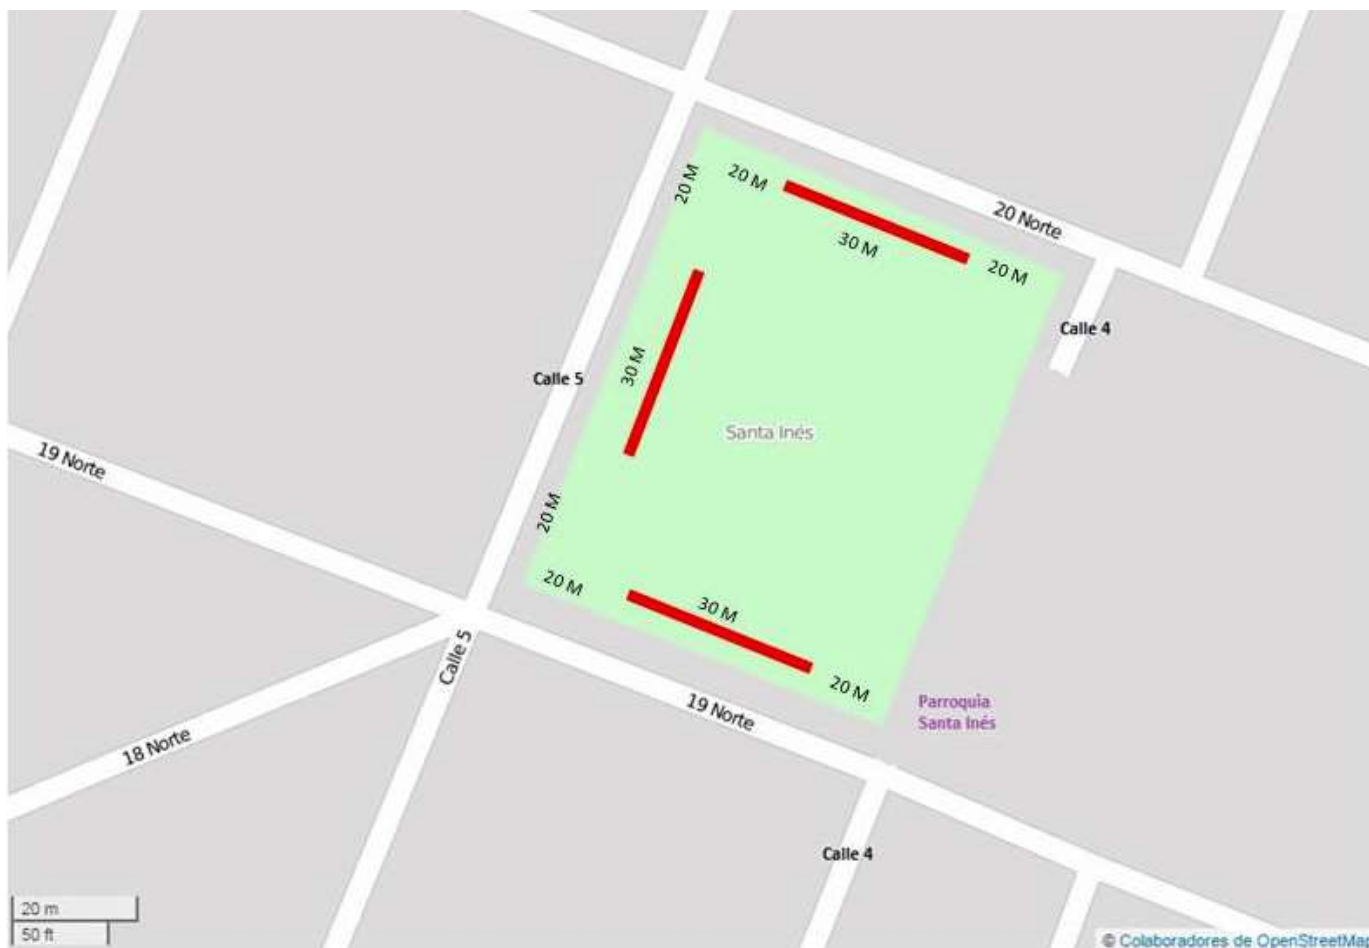 20 M
20 M
30 M
20 Norte
20 M
Calle 4
30 M
Calle 5
Santa Inés
19 Norte
20 M
20 M
30 M
20 M
Calle 5
19 Norte
Parroquia
Santa Inés
18 Norte
Calle 4
20 m
50 ft
© Colaboradores de OpenStreetMap